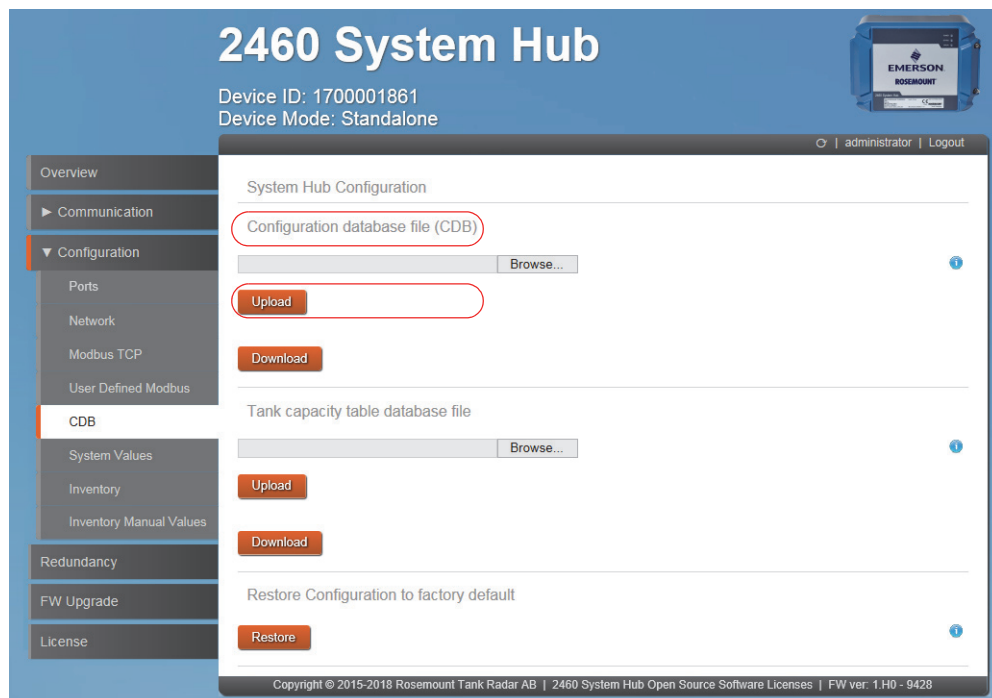 2460 System Hub
EMERSON
ROSEMOUNT
Device ID: 1700001861
Device Mode: Standalone
| administrator | Logout
Overview
► Communication
▼ Configuration
Ports
Network
Modbus TCP
User Defined Modbus
CDB
System Values
Inventory
Inventory Manual Values
Redundancy
FW Upgrade
License
System Hub Configuration
Configuration database file (CDB)
Browse...
Upload
Download
Tank capacity table database file
Browse...
Upload
Download
Restore Configuration to factory default
Restore
Copyright © 2015-2018 Rosemount Tank Radar AB | 2460 System Hub Open Source Software Licenses | FW ver: 1.H0 - 9428